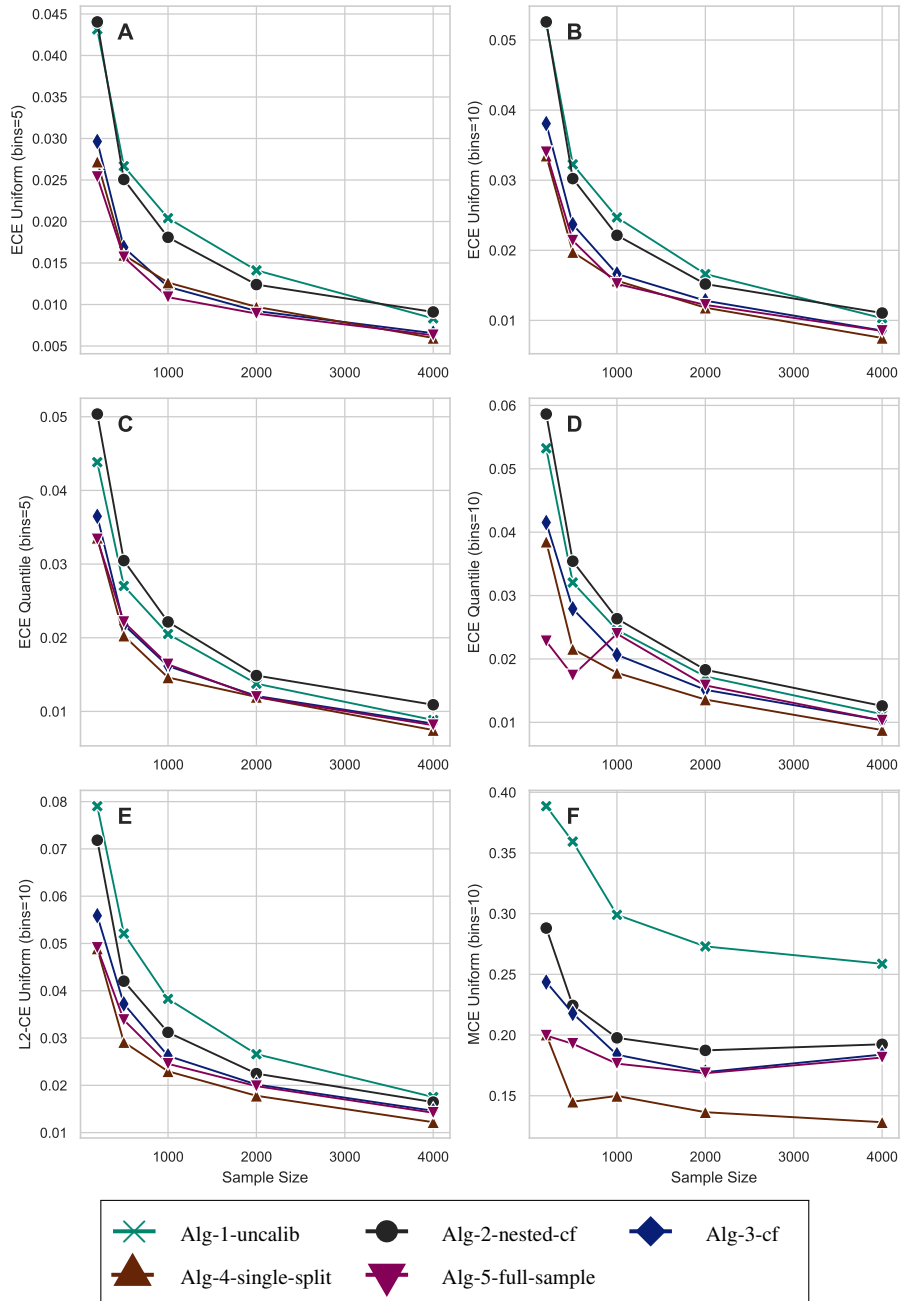 A
B
ECE Uniform (bins=5)
0.045
0.040
0.035
0.030
0.025
0.020
0.015
0.010
0.005
1000 2000 3000 4000
ECE Uniform (bins=10)
0.05
0.04
0.03
0.02
0.01
1000 2000 3000 4000
C
D
ECE Quantile (bins=5)
0.05
0.04
0.03
0.02
0.01
1000 2000 3000 4000
ECE Quantile (bins=10)
0.06
0.05
0.04
0.03
0.02
0.01
1000 2000 3000 4000
E
F
L2-CE Uniform (bins=10)
0.08
0.07
0.06
0.05
0.04
0.03
0.02
0.01
1000 2000 3000 4000
Sample Size
MCE Uniform (bins=10)
0.40
0.35
0.30
0.25
0.20
0.15
1000 2000 3000 4000
Sample Size
Alg-1-uncalib Alg-2-nested-cf Alg-3-cf
Alg-4-single-split Alg-5-full-sample